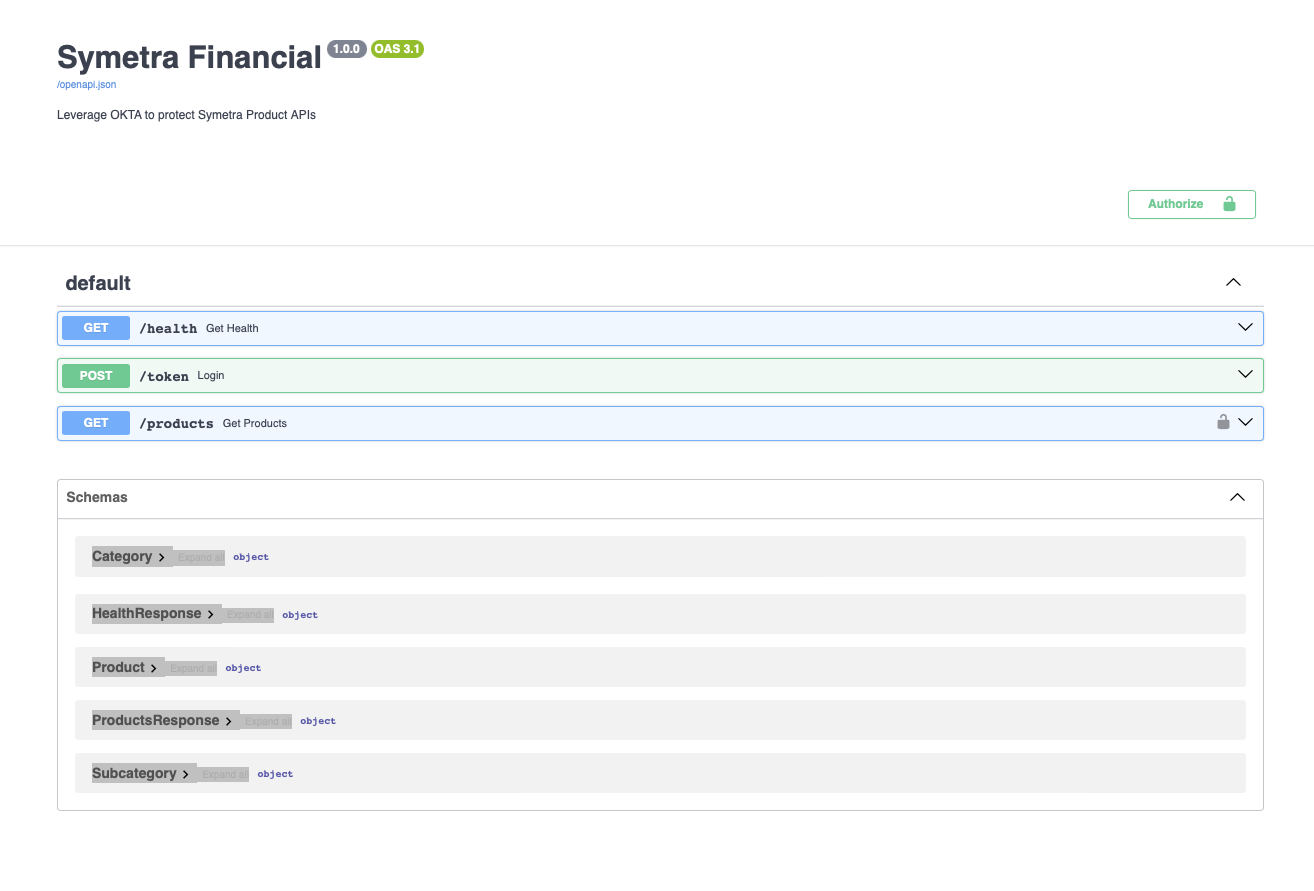 Symetra Financial 1.0.0 OAS 3.1
/openapi.json
Leverage OKTA to protect Symetra Product APIs
Authorize
default
GET /health Get Health
POST /token Login
GET /products Get Products
Schemas
Category Expand all object
HealthResponse Expand all object
Product Expand all object
ProductsResponse Expand all object
Subcategory Expand all object